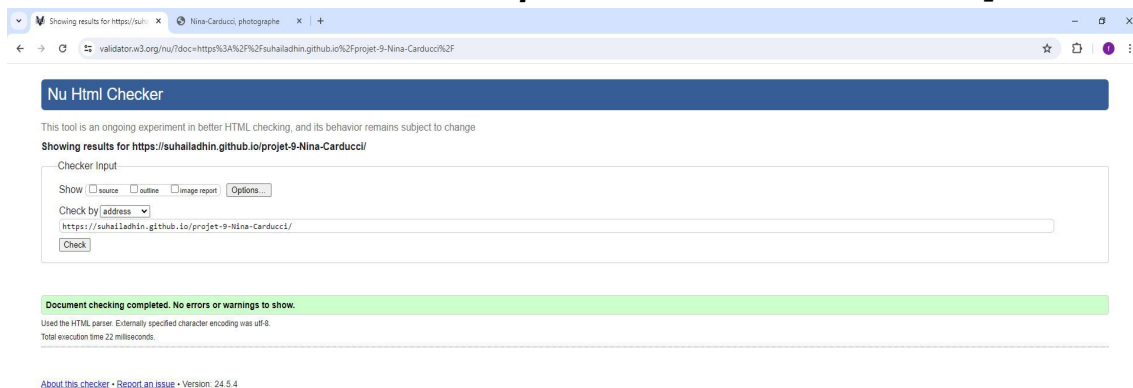 Showing results for https://suh
Nina-Carducci, photographe
validator.w3.org/nu/?doc=https%3A%2F%2Fsuhailadhin.github.io%2Fprojet-9-Nina-Carducci%2F
Nu Html Checker
This tool is an ongoing experiment in better HTML checking, and its behavior remains subject to change
Showing results for https://suhailadhin.github.io/projet-9-Nina-Carducci/
Checker Input
Show source outline image report Options...
Check by address
https://suhailadhin.github.io/projet-9-Nina-Carducci/
Check
Document checking completed. No errors or warnings to show.
Used the HTML parser. Externally specified character encoding was utf-8.
Total execution time 22 milliseconds.
About this checker • Report an issue • Version: 24.5.4